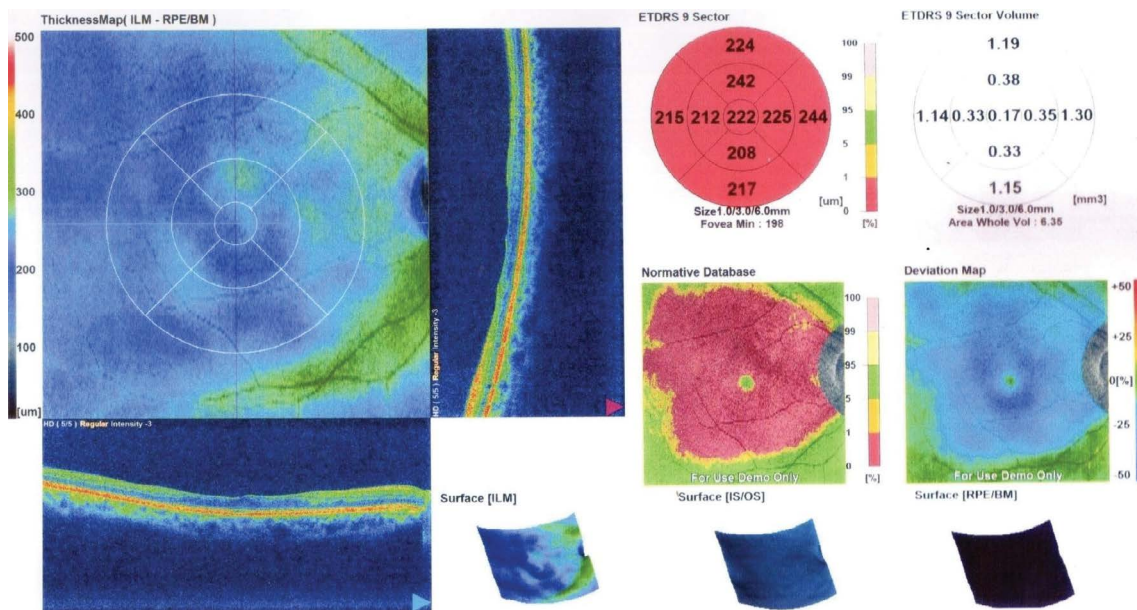 ThicknessMap( ILM - RPE/BM )
500
400
300
200
100
[um]
HD ( 5/5 ) Regular Intensity -3
HD ( 5/5 ) Regular Intensity -3
ETDRS 9 Sector
224
242
215 212 222 225 244
208
217
Size1.0/3.0/6.0mm
Fovea Min : 198
[um]
100
99
95
5
1
0
[%]
ETDRS 9 Sector Volume
1.19
0.38
1.14 0.33 0.17 0.35 1.30
0.33
1.15
Size1.0/3.0/6.0mm
Area Whole Vol : 6.35
[mm3]
Normative Database
For Use Demo Only
100
99
95
5
1
0
[%]
Deviation Map
For Use Demo Only
+50
+25
0[%]
-25
-50
Surface [ILM]
Surface [IS/OS]
Surface [RPE/BM]